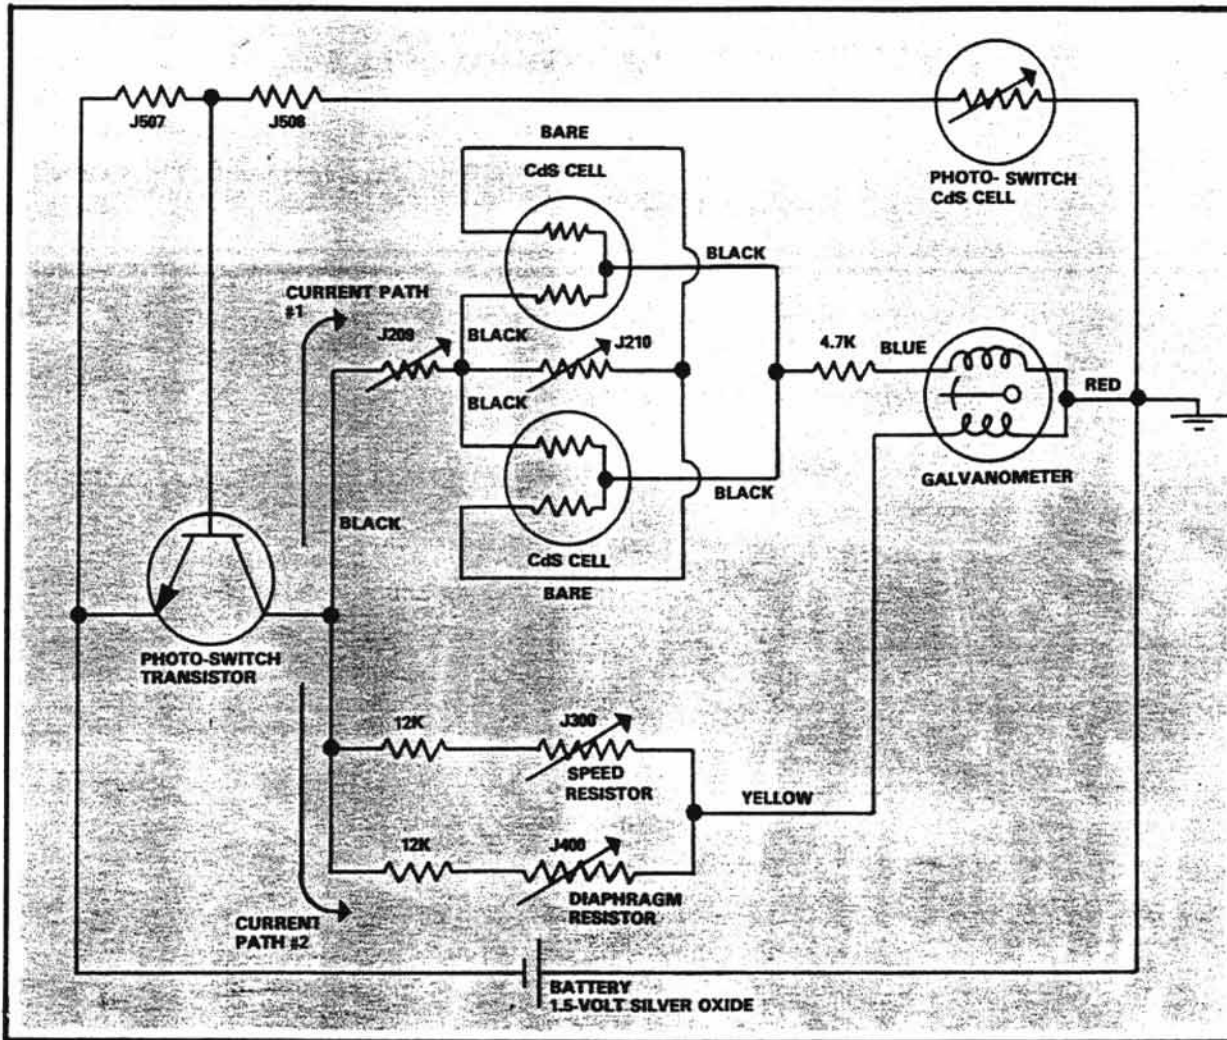 J507
J508
BARE
CdS CELL
PHOTO- SWITCH
CdS CELL
BLACK
CURRENT PATH
#1
J209
BLACK
J210
4.7K
BLUE
BLACK
RED
BLACK
GALVANOMETER
BLACK
CdS CELL
BARE
PHOTO-SWITCH
TRANSISTOR
12K
J300
SPEED
RESISTOR
YELLOW
12K
J400
DIAPHRAGM
RESISTOR
CURRENT
PATH #2
BATTERY
1.5-VOLT SILVER OXIDE